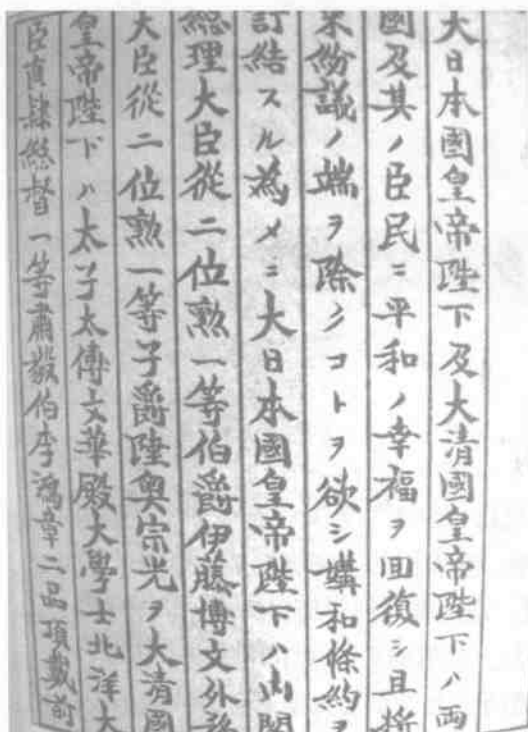 大日本國皇帝陛下及大清國皇帝陛下ハ兩
國及其ノ臣民ニ平和ノ幸福ヲ回復シ且將
來紛議ノ端ヲ除クコトヲ欲シ媾和條約ヲ
訂結スル為メニ大日本國皇帝陛下ハ內閣
總理大臣從二位勲一等伯爵伊藤博文外務
大臣從二位勲一等子爵陸奧宗光ヲ大清國
皇帝陛下ハ太子太傅文華殿大學士北洋大
臣直隸總督一等肅毅伯李鴻章二品頂戴前